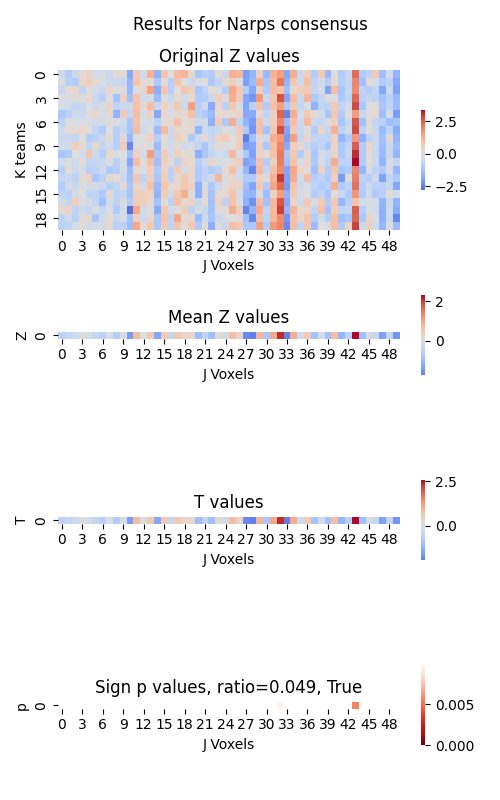 Results for Narps consensus
Original Z values
K teams
0
3
6
9
12
15
18
0 3 6 9 12 15 18 21 24 27 30 33 36 39 42 45 48
J Voxels
2.5
0.0
−2.5
Mean Z values
Z
0
0 3 6 9 12 15 18 21 24 27 30 33 36 39 42 45 48
J Voxels
2
0
T values
T
0
0 3 6 9 12 15 18 21 24 27 30 33 36 39 42 45 48
J Voxels
2.5
0.0
Sign p values, ratio=0.049, True
p
0
0 3 6 9 12 15 18 21 24 27 30 33 36 39 42 45 48
J Voxels
0.005
0.000